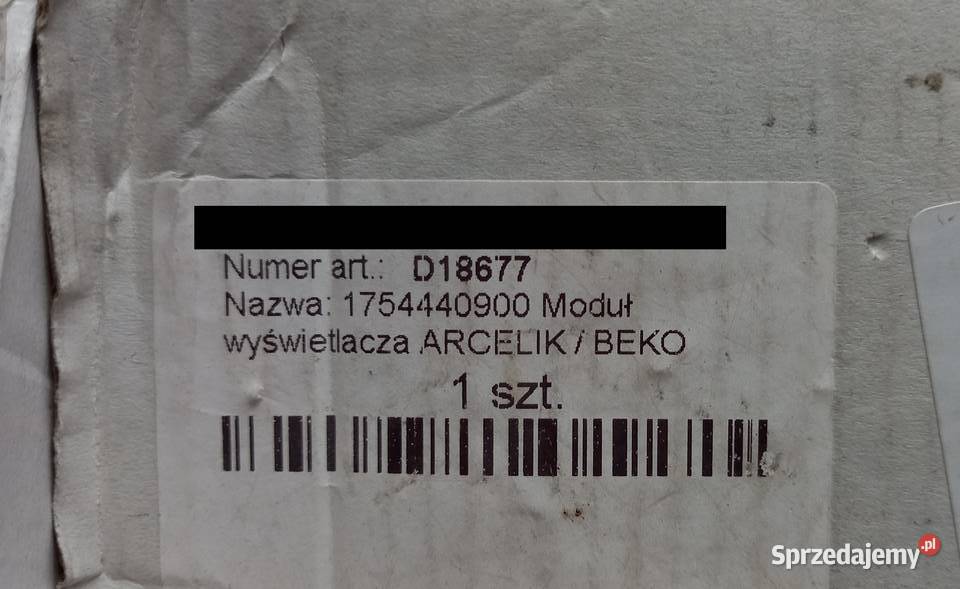 Numer art.: D18677
Nazwa: 1754440900 Moduł
wyświetlacza ARCELIK / BEKO
1 szt.
Sprzedajemy.pl